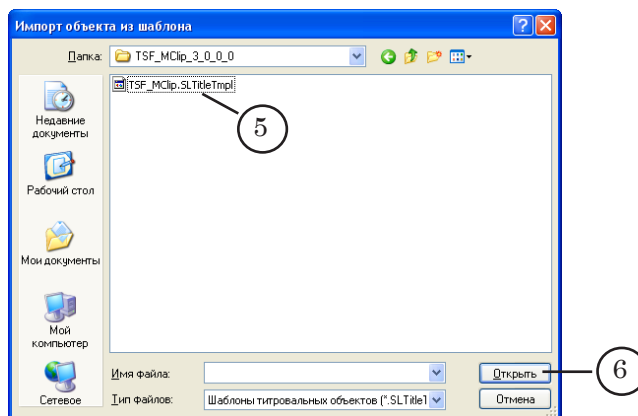 Импорт объекта из шаблона
Папка: TSF_MClip_3_0_0_0
TSF_MClip.SLTitleTmpl
5
Недавние
документы
Рабочий стол
Мои документы
Мой
компьютер
Сетевое
Имя файла:
Открыть
6
Тип файлов: Шаблоны титровальных объектов (*.SLTitleT
Отмена